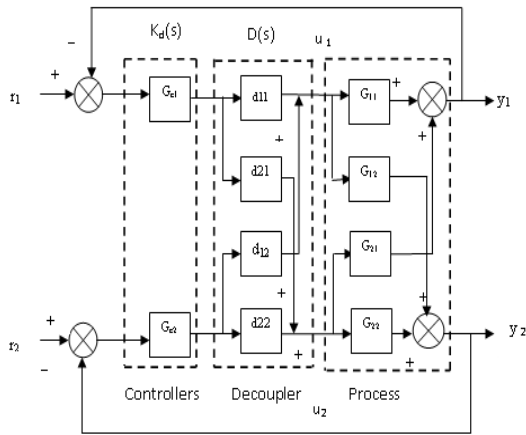 K_d(s) D(s) u_1
−
+
r_1 G_c1 d11 G_11 + y_1
+ +
d21 G_12
d_12 G_21
+ + +
r_2 − G_c2 d22 G_22 y_2
+ +
Controllers Decoupler Process
u_2